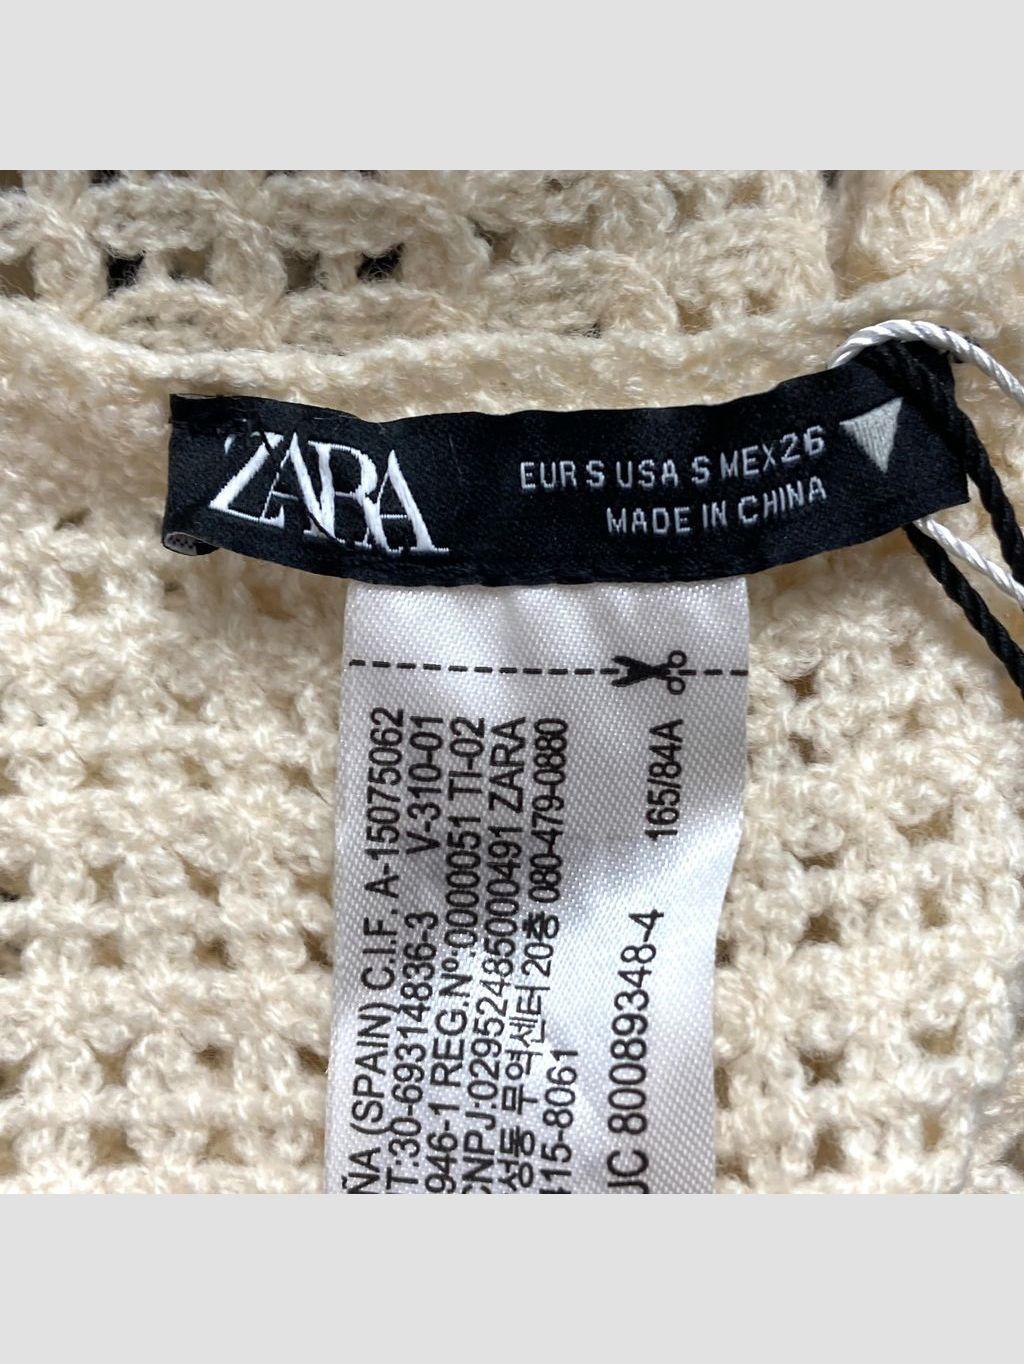 ZARA
EUR S USA S MEX 26
MADE IN CHINA
ÑA (SPAIN) C.I.F. A-15075062
T:30-69314836-3 V-310-01
946-1 REG.Nº:0000051 TI-02
CNPJ:02952485000491 ZARA
성동 무역센터 20층 080-479-0880
415-8061
JC 80089348-4 165/84A